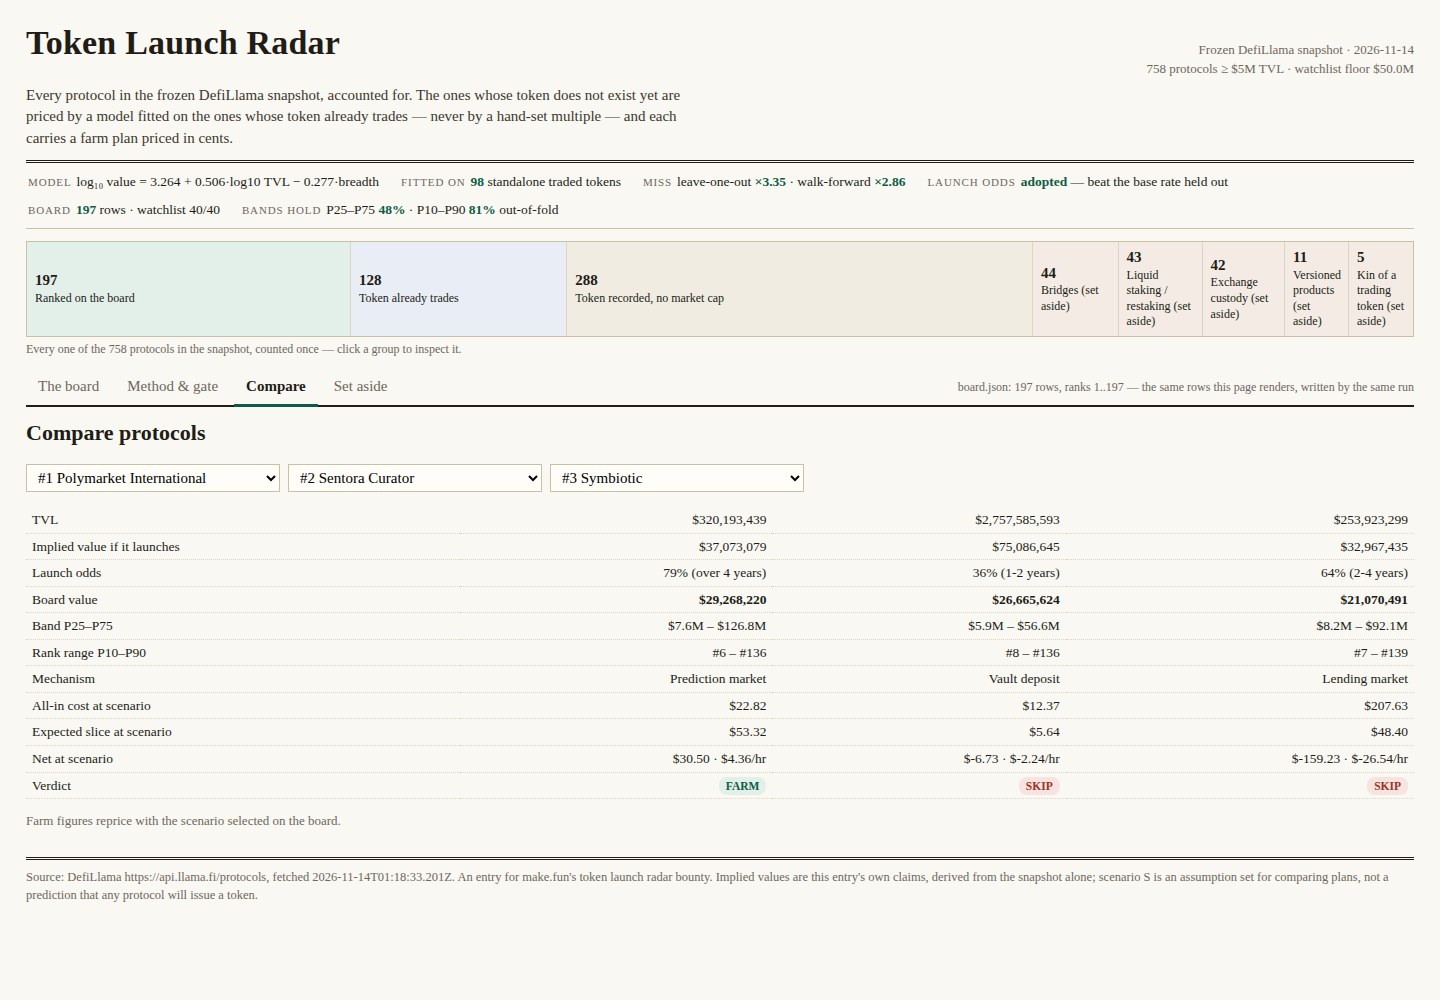 Token Launch Radar
Frozen DefiLlama snapshot · 2026-11-14
758 protocols ≥ $5M TVL · watchlist floor $50.0M
Every protocol in the frozen DefiLlama snapshot, accounted for. The ones whose token does not exist yet are
priced by a model fitted on the ones whose token already trades — never by a hand-set multiple — and each
carries a farm plan priced in cents.
MODEL log₁₀ value = 3.264 + 0.506·log10 TVL − 0.277·breadth FITTED ON 98 standalone traded tokens MISS leave-one-out ×3.35 · walk-forward ×2.86 LAUNCH ODDS adopted — beat the base rate held out
BOARD 197 rows · watchlist 40/40 BANDS HOLD P25–P75 48% · P10–P90 81% out-of-fold
197
Ranked on the board
128
Token already trades
288
Token recorded, no market cap
44
Bridges (set
aside)
43
Liquid
staking /
restaking (set
aside)
42
Exchange
custody (set
aside)
11
Versioned
products
(set
aside)
5
Kin of a
trading
token (set
aside)
Every one of the 758 protocols in the snapshot, counted once — click a group to inspect it.
The board Method & gate Compare Set aside
board.json: 197 rows, ranks 1..197 — the same rows this page renders, written by the same run
Compare protocols
#1 Polymarket International #2 Sentora Curator #3 Symbiotic
TVL $320,193,439 $2,757,585,593 $253,923,299
Implied value if it launches $37,073,079 $75,086,645 $32,967,435
Launch odds 79% (over 4 years) 36% (1-2 years) 64% (2-4 years)
Board value $29,268,220 $26,665,624 $21,070,491
Band P25–P75 $7.6M – $126.8M $5.9M – $56.6M $8.2M – $92.1M
Rank range P10–P90 #6 – #136 #8 – #136 #7 – #139
Mechanism Prediction market Vault deposit Lending market
All-in cost at scenario $22.82 $12.37 $207.63
Expected slice at scenario $53.32 $5.64 $48.40
Net at scenario $30.50 · $4.36/hr $-6.73 · $-2.24/hr $-159.23 · $-26.54/hr
Verdict FARM SKIP SKIP
Farm figures reprice with the scenario selected on the board.
Source: DefiLlama https://api.llama.fi/protocols, fetched 2026-11-14T01:18:33.201Z. An entry for make.fun's token launch radar bounty. Implied values are this entry's own claims, derived from the snapshot alone; scenario S is an assumption set for comparing plans, not a
prediction that any protocol will issue a token.